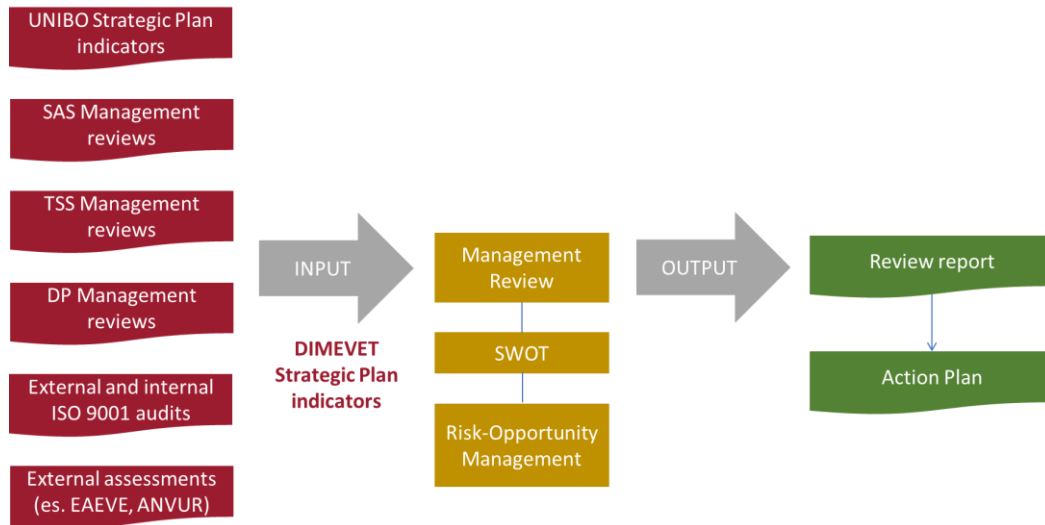 UNIBO Strategic Plan
indicators
SAS Management
reviews
TSS Management
reviews
DP Management
reviews
External and internal
ISO 9001 audits
External assessments
(es. EAEVE, ANVUR)
INPUT
DIMEVET
Strategic Plan
indicators
Management
Review
SWOT
Risk-Opportunity
Management
OUTPUT
Review report
Action Plan